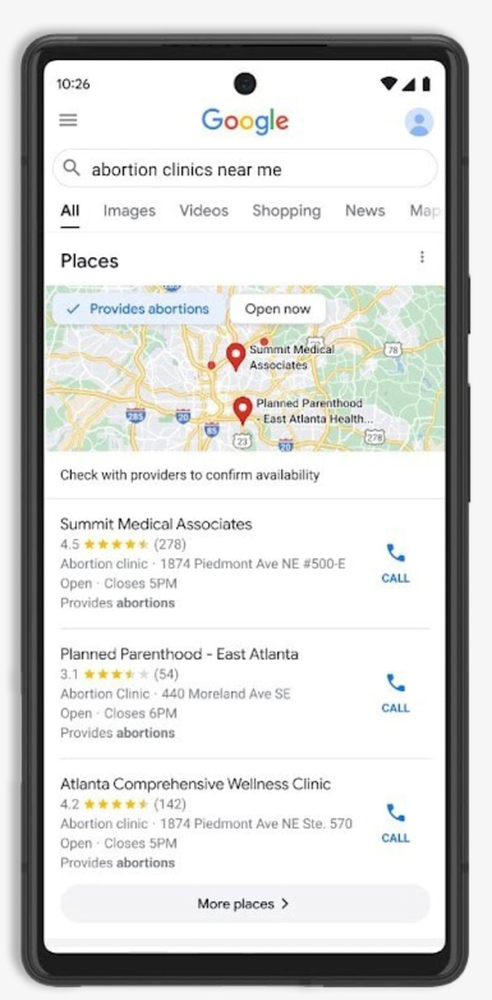 10:26
Google
abortion clinics near me
All Images Videos Shopping News Map
Places
Provides abortions Open now
Summit Medical
Associates
78
Planned Parenthood
- East Atlanta Health...
285
20
85
23
278
20
Check with providers to confirm availability
Summit Medical Associates
4.5 (278)
Abortion clinic · 1874 Piedmont Ave NE #500-E
CALL
Open · Closes 5PM
Provides abortions
Planned Parenthood - East Atlanta
3.1 (54)
Abortion Clinic · 440 Moreland Ave SE
CALL
Open · Closes 6PM
Provides abortions
Atlanta Comprehensive Wellness Clinic
4.2 (142)
Abortion clinic · 1874 Piedmont Ave NE Ste. 570
CALL
Open · Closes 5PM
Provides abortions
More places